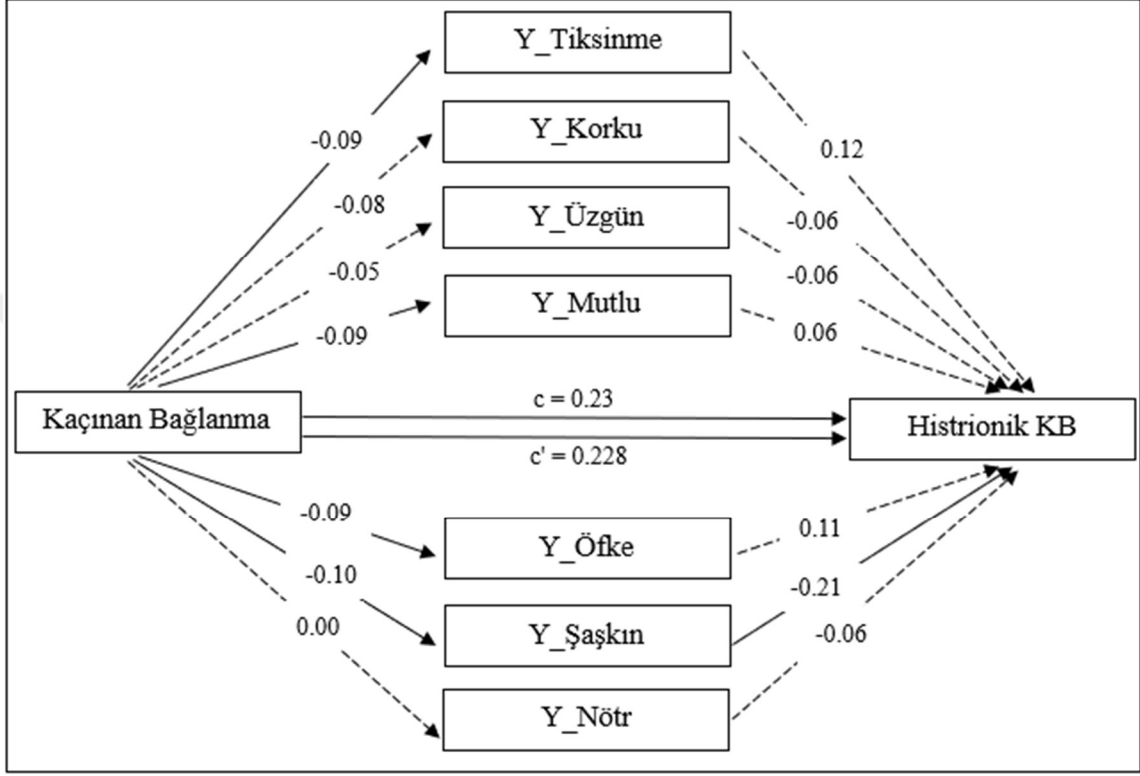 Y_Tiksinme
-0.09
0.12
Y_Korku
-0.08
-0.06
Y_Üzgün
-0.05
-0.06
Y_Mutlu
-0.09
0.06
Kaçınan Bağlanma
c = 0.23
c' = 0.228
Histrionik KB
-0.09
Y_Öfke
0.11
-0.10
Y_Şaşkın
-0.21
0.00
Y_Nötr
-0.06